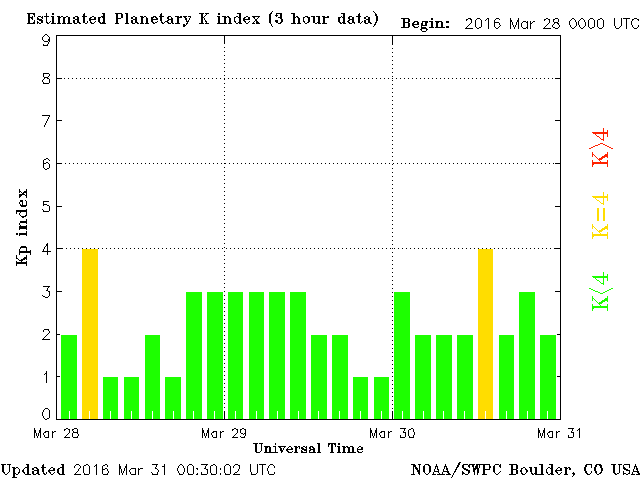 Estimated Planetary K index (3 hour data) Begin: 2016 Mar 28 0000 UTC
9
8
7
6
5
4
3
2
1
0
Kp index
K>4
K=4
K<4
Mar 28 Mar 29 Mar 30 Mar 31
Universal Time
Updated 2016 Mar 31 00:30:02 UTC NOAA/SWPC Boulder, CO USA